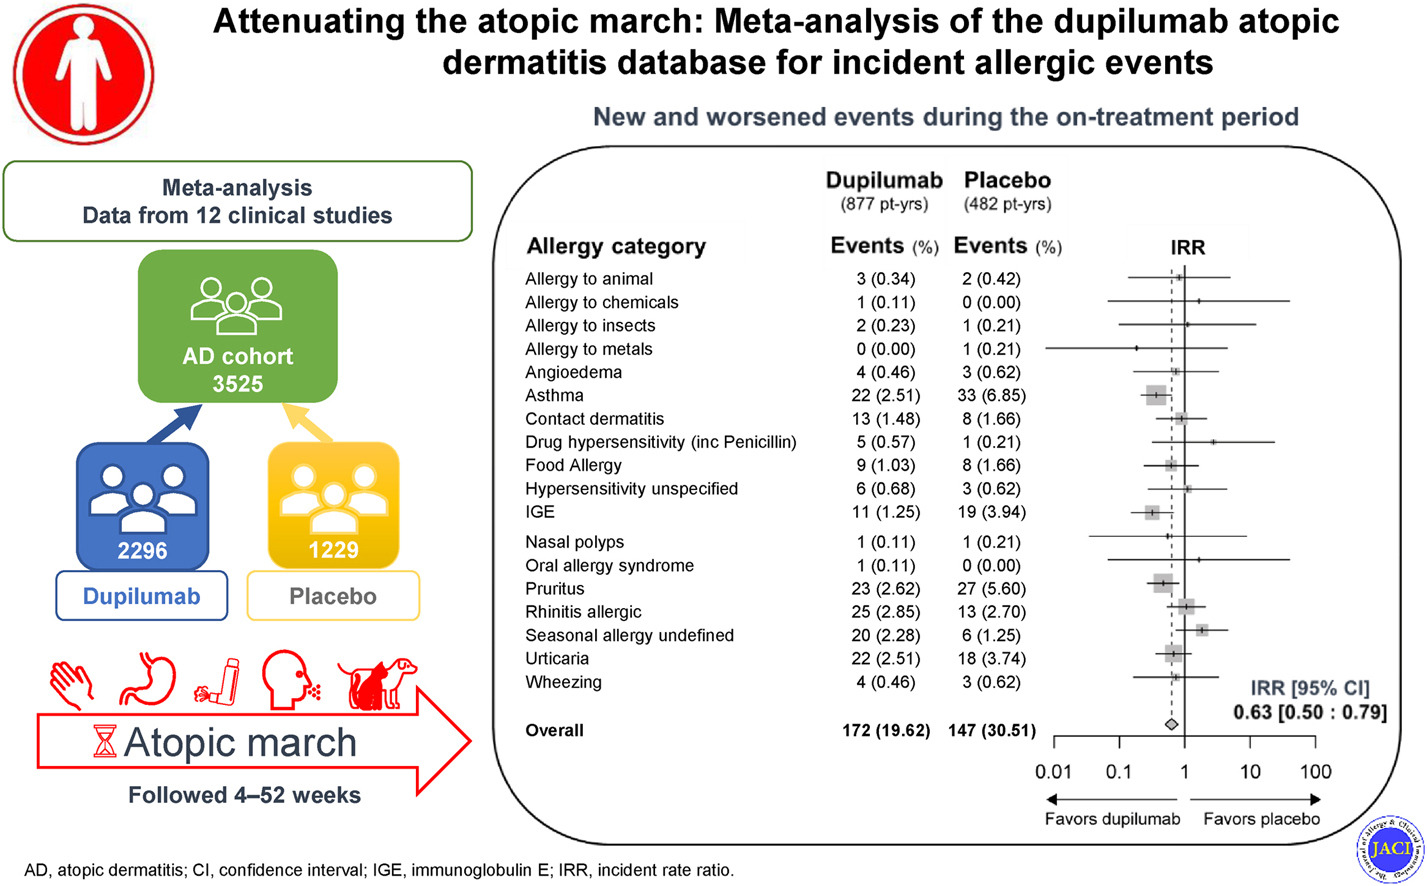 Attenuating the atopic march: Meta-analysis of the dupilumab atopic
dermatitis database for incident allergic events
Meta-analysis
Data from 12 clinical studies
AD cohort
3525
2296
1229
Dupilumab
Placebo
Atopic march
Followed 4–52 weeks
New and worsened events during the on-treatment period
Dupilumab Placebo
(877 pt-yrs) (482 pt-yrs)
Allergy category Events (%) Events (%) IRR
Allergy to animal 3 (0.34) 2 (0.42)
Allergy to chemicals 1 (0.11) 0 (0.00)
Allergy to insects 2 (0.23) 1 (0.21)
Allergy to metals 0 (0.00) 1 (0.21)
Angioedema 4 (0.46) 3 (0.62)
Asthma 22 (2.51) 33 (6.85)
Contact dermatitis 13 (1.48) 8 (1.66)
Drug hypersensitivity (inc Penicillin) 5 (0.57) 1 (0.21)
Food Allergy 9 (1.03) 8 (1.66)
Hypersensitivity unspecified 6 (0.68) 3 (0.62)
IGE 11 (1.25) 19 (3.94)
Nasal polyps 1 (0.11) 1 (0.21)
Oral allergy syndrome 1 (0.11) 0 (0.00)
Pruritus 23 (2.62) 27 (5.60)
Rhinitis allergic 25 (2.85) 13 (2.70)
Seasonal allergy undefined 20 (2.28) 6 (1.25)
Urticaria 22 (2.51) 18 (3.74)
Wheezing 4 (0.46) 3 (0.62)
IRR [95% CI]
0.63 [0.50 : 0.79]
Overall 172 (19.62) 147 (30.51)
0.01 0.1 1 10 100
Favors dupilumab Favors placebo
The Journal of Allergy & Clinical Immunology
JACI
AD, atopic dermatitis; CI, confidence interval; IGE, immunoglobulin E; IRR, incident rate ratio.